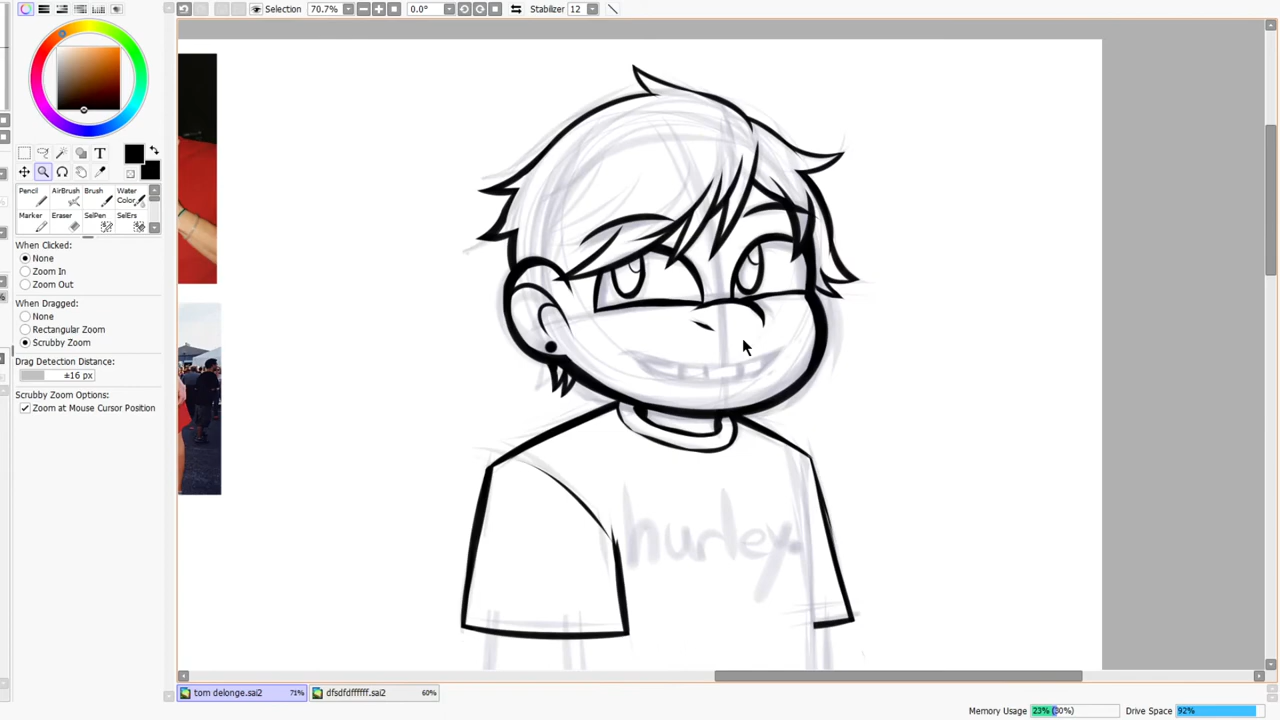 Selection 70.7% 0.0° Stabilizer 12
T
Pencil AirBrush Brush Water Color
Marker Eraser SelPen SelErs
When Clicked:
None
Zoom In
Zoom Out
When Dragged:
None
Rectangular Zoom
Scrubby Zoom
Drag Detection Distance:
±16 px
Scrubby Zoom Options:
Zoom at Mouse Cursor Position
hurley.
tom delonge.sai2 71% dfsdfdffffff.sai2 60%
Memory Usage 23% (30%) Drive Space 92%